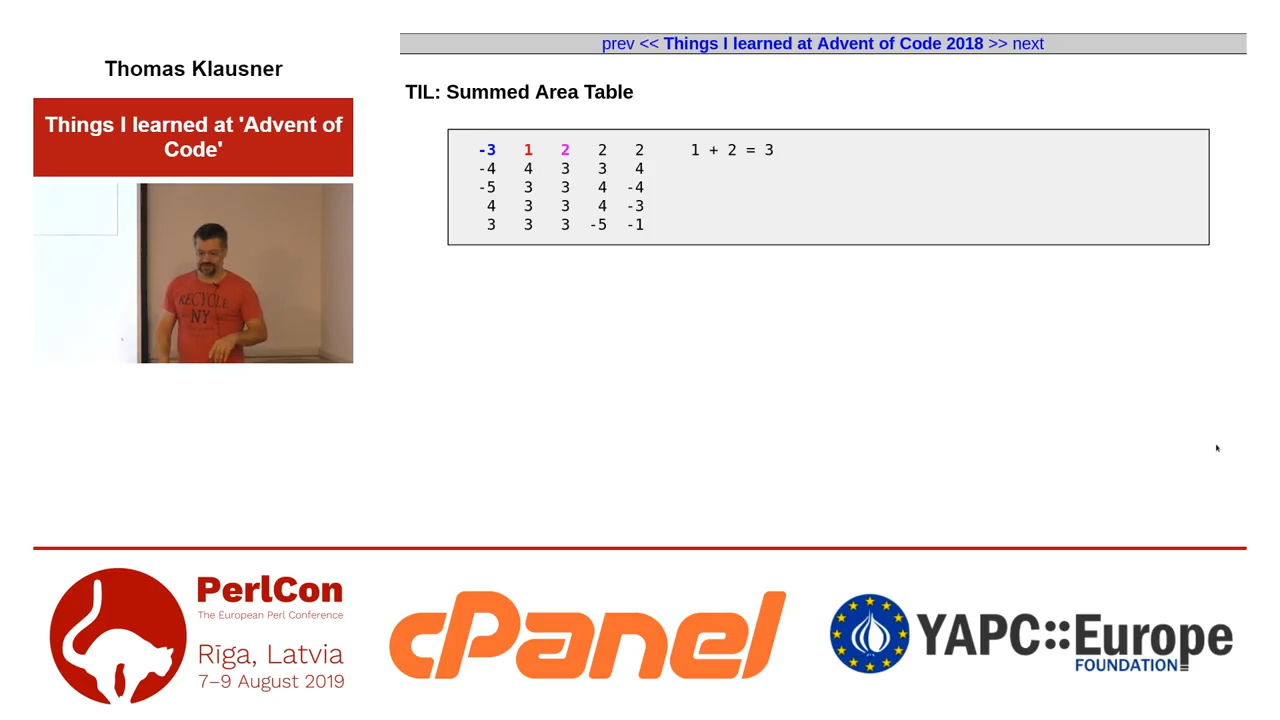 Thomas Klausner
Things I learned at 'Advent of
Code'
RECYCLE
NY
prev << Things I learned at Advent of Code 2018 >> next
TIL: Summed Area Table
-3 1 2 2 2 1 + 2 = 3
-4 4 3 3 4
-5 3 3 4 -4
4 3 3 4 -3
3 3 3 -5 -1
PerlCon
The European Perl Conference
Rīga, Latvia
7–9 August 2019
cPanel
YAPC::Europe
FOUNDATION